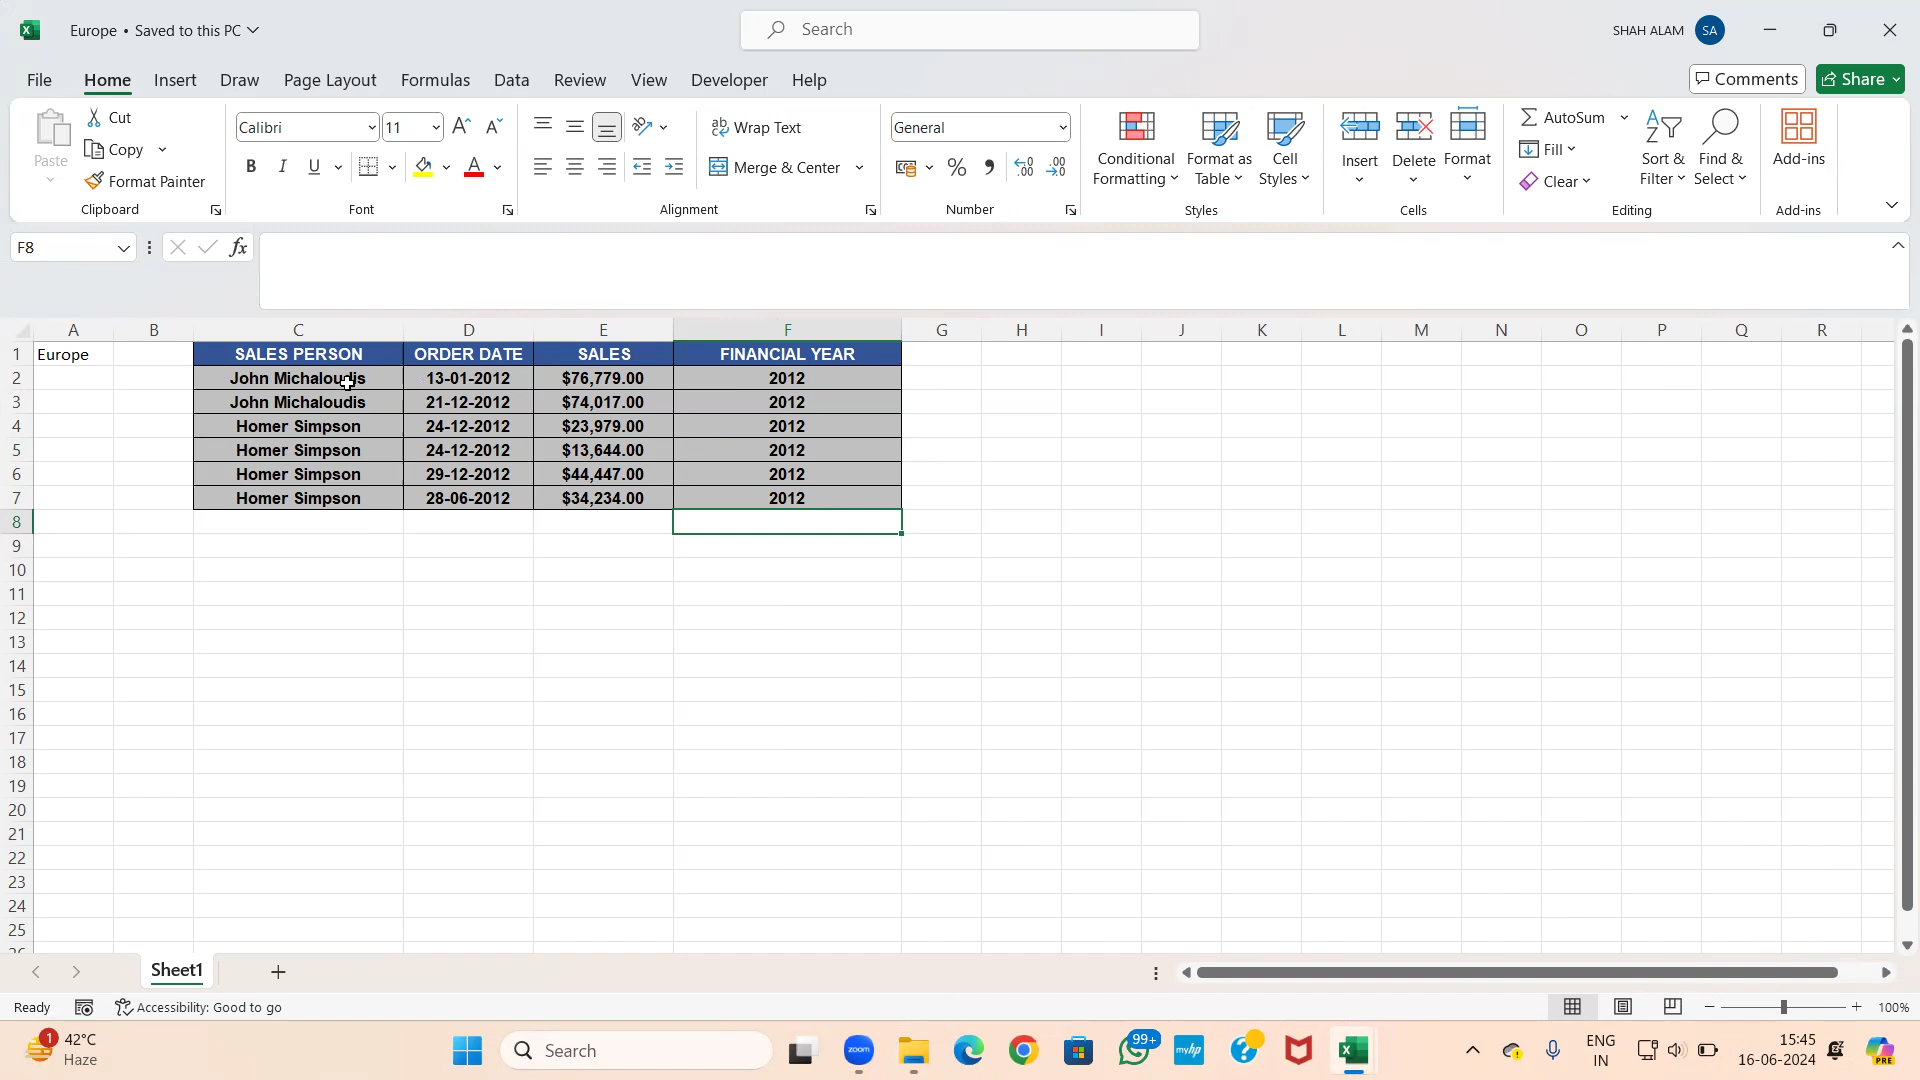 Europe • Saved to this PC
Search
SHAH ALAM
SA
File Home Insert Draw Page Layout Formulas Data Review View Developer Help
Comments
Share
Paste
Cut
Copy
Format Painter
Clipboard
Calibri
11
B I U
A
Font
ab Wrap Text
Merge & Center
Alignment
General
% , .00 .00
Number
Conditional Formatting
Format as Table
Cell Styles
Styles
Insert
Delete
Format
Cells
AutoSum
Fill
Clear
Sort & Filter
Find & Select
Editing
Add-ins
Add-ins
F8
fx
A B C D E F G H I J K L M N O P Q R
1 Europe SALES PERSON ORDER DATE SALES FINANCIAL YEAR
2 John Michaloudis 13-01-2012 $76,779.00 2012
3 John Michaloudis 21-12-2012 $74,017.00 2012
4 Homer Simpson 24-12-2012 $23,979.00 2012
5 Homer Simpson 24-12-2012 $13,644.00 2012
6 Homer Simpson 29-12-2012 $44,447.00 2012
7 Homer Simpson 28-06-2012 $34,234.00 2012
8
9
10
11
12
13
14
15
16
17
18
19
20
21
22
23
24
25
Sheet1
Ready
Accessibility: Good to go
100%
1
42°C
Haze
Search
zoom
99+
myhp
ENG
IN
15:45
16-06-2024
PRE